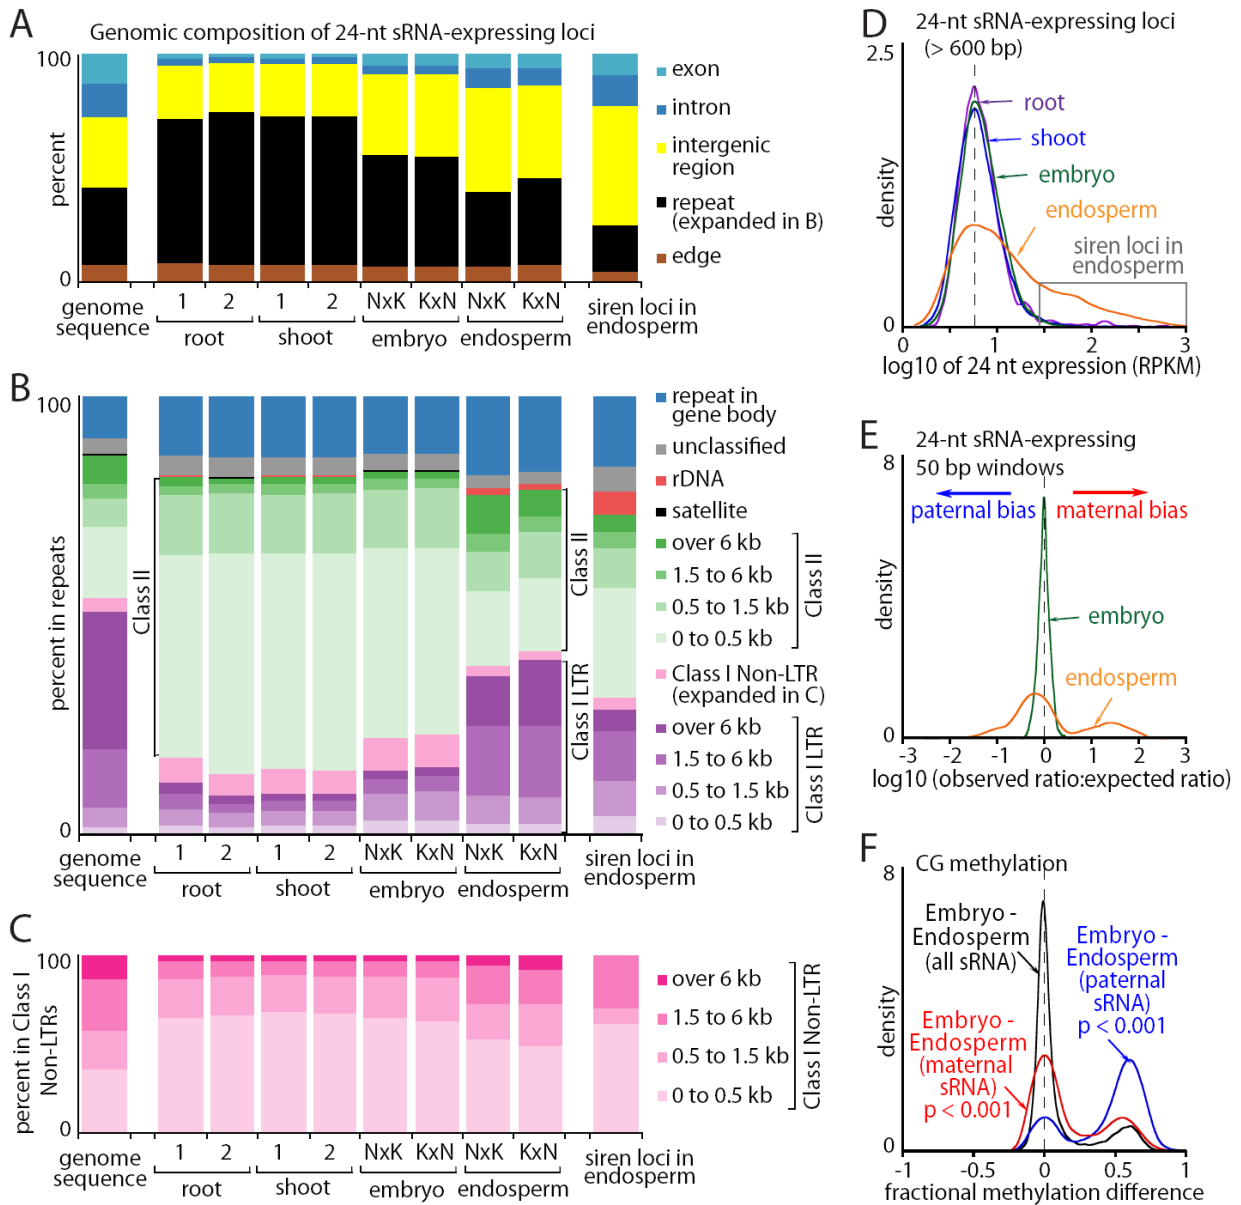 A
Genomic composition of 24-nt sRNA-expressing loci
100
percent
0
exon
intron
intergenic
region
repeat
(expanded in B)
edge
genome
sequence
1
2
1
2
NxK
KxN
NxK
KxN
root
shoot
embryo
endosperm
siren loci in
endosperm
B
100
percent in repeats
0
Class II
Class II
Class I LTR
repeat in
gene body
unclassified
rDNA
satellite
over 6 kb
1.5 to 6 kb
0.5 to 1.5 kb
0 to 0.5 kb
Class II
Class I Non-LTR
(expanded in C)
over 6 kb
1.5 to 6 kb
0.5 to 1.5 kb
0 to 0.5 kb
Class I LTR
genome
sequence
1
2
1
2
NxK
KxN
NxK
KxN
root
shoot
embryo
endosperm
siren loci in
endosperm
C
100
percent in Class I
Non-LTRs
0
over 6 kb
1.5 to 6 kb
0.5 to 1.5 kb
0 to 0.5 kb
Class I Non-LTR
genome
sequence
1
2
1
2
NxK
KxN
NxK
KxN
root
shoot
embryo
endosperm
siren loci in
endosperm
D
24-nt sRNA-expressing loci
(> 600 bp)
2.5
density
0
root
shoot
embryo
endosperm
siren loci in
endosperm
0
1
2
3
log10 of 24 nt expression (RPKM)
E
24-nt sRNA-expressing
50 bp windows
8
density
0
paternal bias
maternal bias
embryo
endosperm
-3
-2
-1
0
1
2
3
log10 (observed ratio:expected ratio)
F
CG methylation
8
density
0
Embryo -
Endosperm
(all sRNA)
Embryo -
Endosperm
(paternal
sRNA)
p < 0.001
Embryo -
Endosperm
(maternal
sRNA)
p < 0.001
-1
-0.5
0
0.5
1
fractional methylation difference